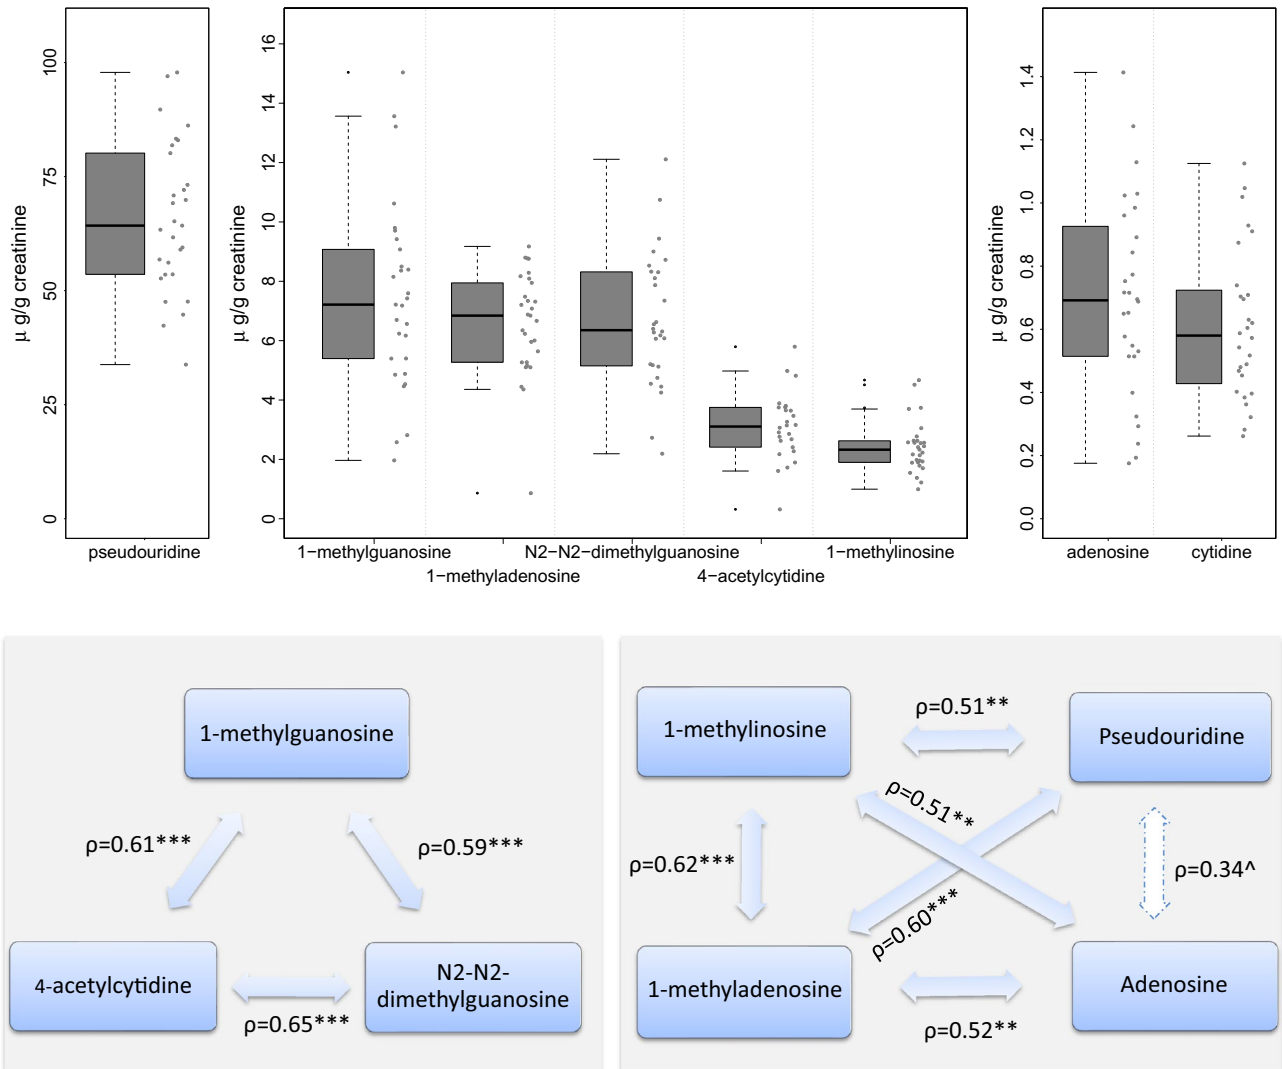 μ g/g creatinine
100
75
50
25
0
pseudouridine
μ g/g creatinine
16
14
12
10
8
6
4
2
0
1−methylguanosine
1−methyladenosine
N2−N2−dimethylguanosine
4−acetylcytidine
1−methylinosine
μ g/g creatinine
1.4
1.2
1.0
0.8
0.6
0.4
0.2
0.0
adenosine
cytidine
1-methylguanosine
ρ=0.61***
ρ=0.59***
4-acetylcytidine
N2-N2-
dimethylguanosine
ρ=0.65***
1-methylinosine
ρ=0.51**
Pseudouridine
ρ=0.51**
ρ=0.62***
ρ=0.34^
ρ=0.60***
1-methyladenosine
Adenosine
ρ=0.52**